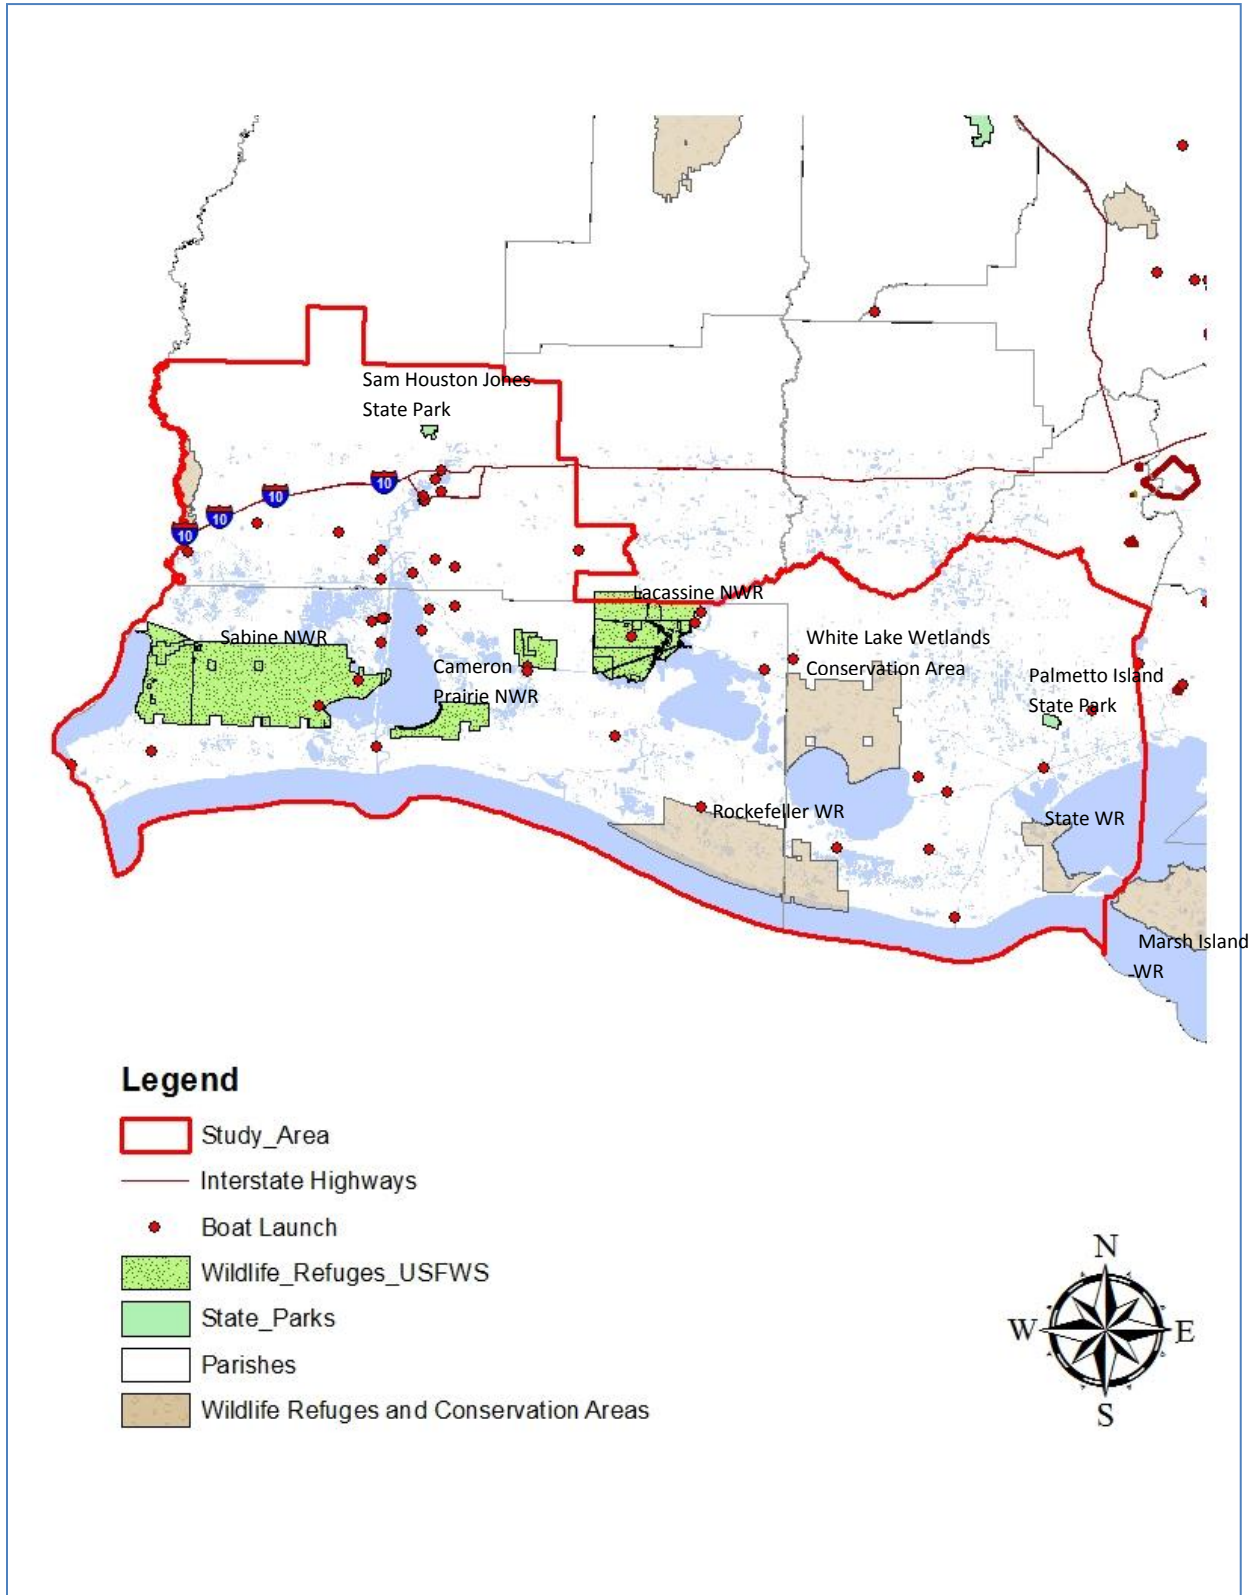 Sam Houston Jones
State Park
10
10
10
10
Lacassine NWR
Sabine NWR
Cameron
Prairie NWR
White Lake Wetlands
Conservation Area
Palmetto Island
State Park
Rockefeller WR
State WR
Marsh Island
WR
Legend
Study_Area
Interstate Highways
Boat Launch
Wildlife_Refuges_USFWS
State_Parks
Parishes
Wildlife Refuges and Conservation Areas
N
W
E
S